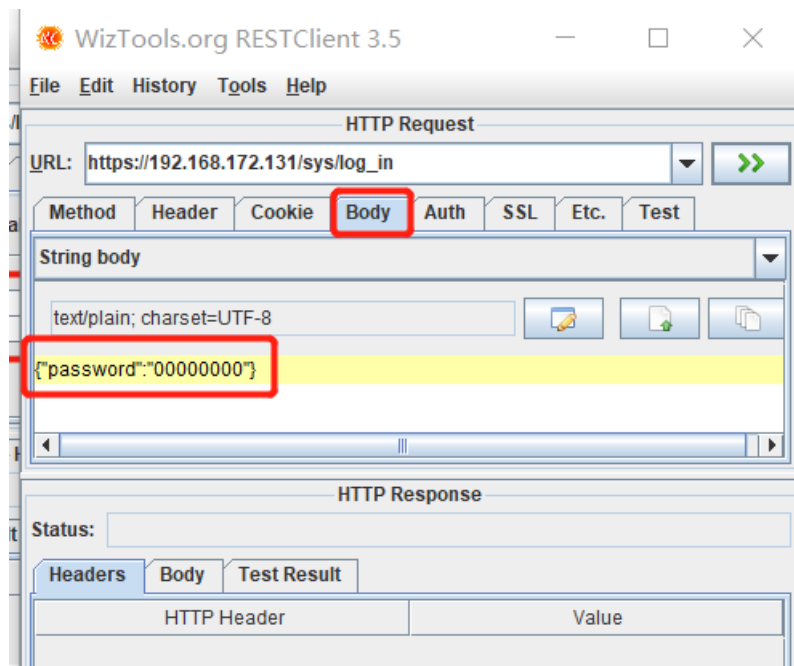 WizTools.org RESTClient 3.5
File Edit History Tools Help
HTTP Request
URL: https://192.168.172.131/sys/log_in
Method Header Cookie Body Auth SSL Etc. Test
String body
text/plain; charset=UTF-8
{"password":"00000000"}
HTTP Response
Status:
Headers Body Test Result
HTTP Header Value